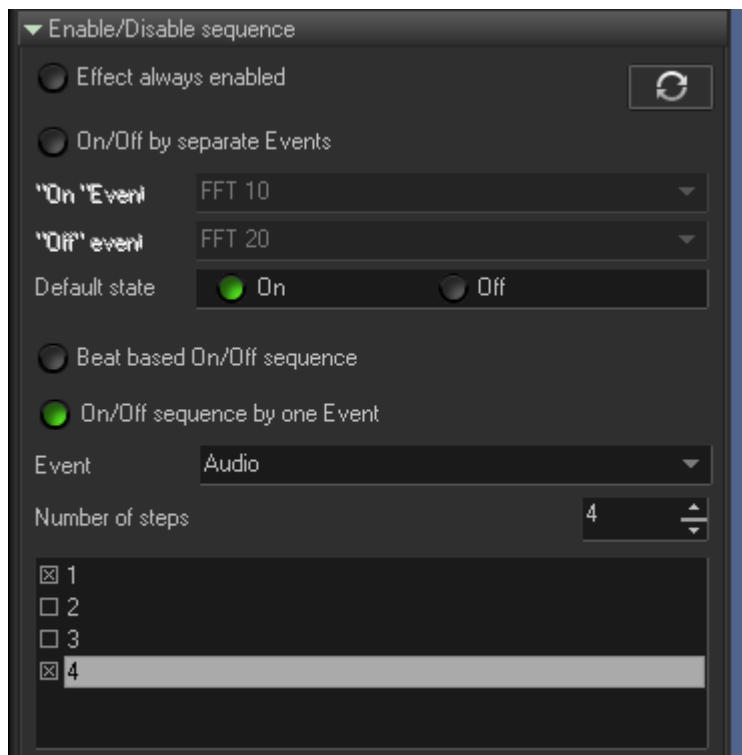 Enable/Disable sequence
Effect always enabled
On/Off by separate Events
"On "Event FFT 10
"Off" event FFT 20
Default state On Off
Beat based On/Off sequence
On/Off sequence by one Event
Event Audio
Number of steps 4
1
2
3
4